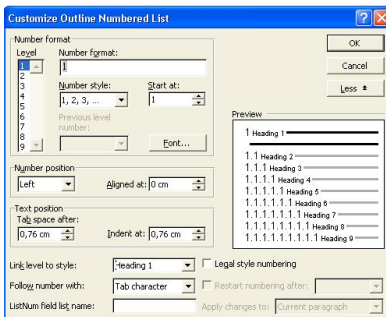 Customize Outline Numbered List
Number format
Level
Number format:
1
2
3
4
5
6
7
8
9
1
Number style:
1, 2, 3, ...
Start at:
1
Previous level
number:
Font...
OK
Cancel
Less
Preview
1 Heading 1
1.1 Heading 2
1.1.1 Heading 3
1.1.1.1 Heading 4
1.1.1.1.1 Heading 5
1.1.1.1.1.1 Heading 6
1.1.1.1.1.1.1 Heading 7
1.1.1.1.1.1.1.1 Heading 8
1.1.1.1.1.1.1.1.1 Heading 9
Number position
Left
Aligned at: 0 cm
Text position
Tab space after:
0,76 cm
Indent at: 0,76 cm
Link level to style: Heading 1
Legal style numbering
Follow number with: Tab character
Restart numbering after:
ListNum field list name:
Apply changes to: Current paragraph